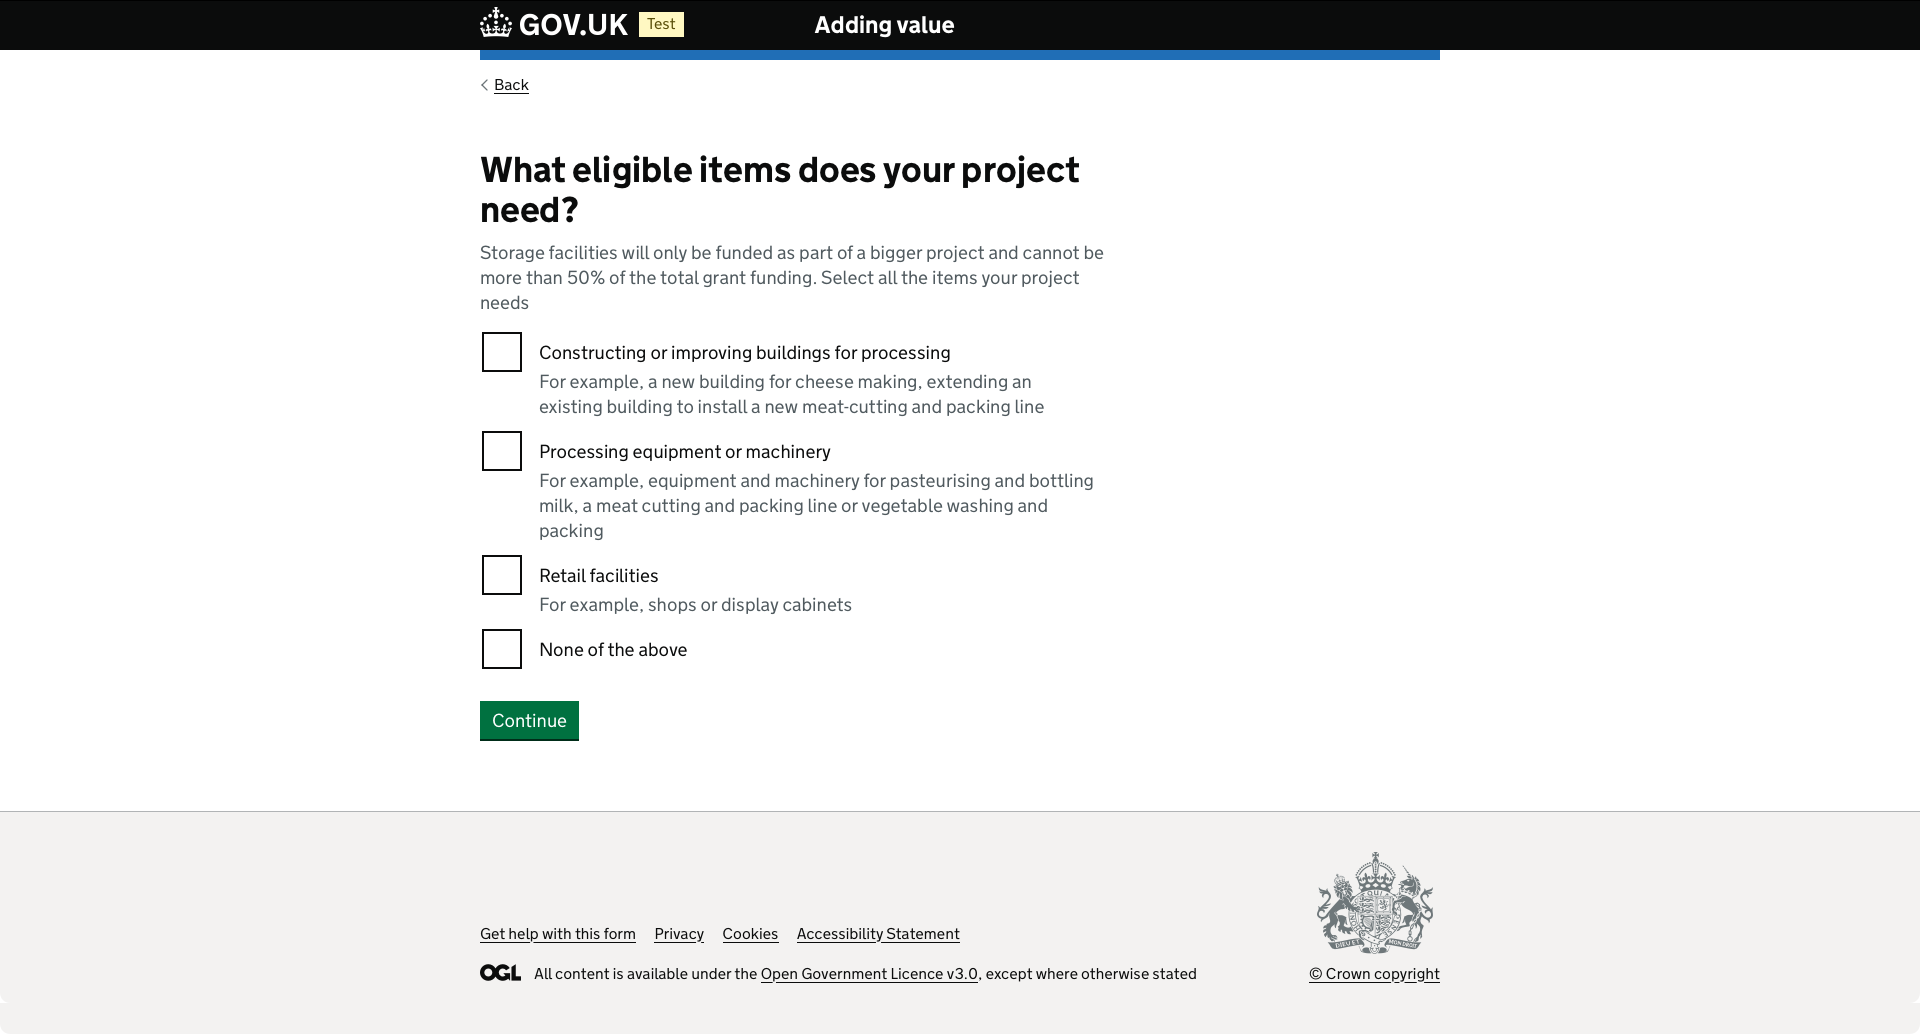 GOV.UK Test Adding value
Back
What eligible items does your project
need?
Storage facilities will only be funded as part of a bigger project and cannot be
more than 50% of the total grant funding. Select all the items your project
needs
Constructing or improving buildings for processing
For example, a new building for cheese making, extending an
existing building to install a new meat-cutting and packing line
Processing equipment or machinery
For example, equipment and machinery for pasteurising and bottling
milk, a meat cutting and packing line or vegetable washing and
packing
Retail facilities
For example, shops or display cabinets
None of the above
Continue
DIEU ET MON DROIT
Get help with this form Privacy Cookies Accessibility Statement
OGL All content is available under the Open Government Licence v3.0, except where otherwise stated
© Crown copyright